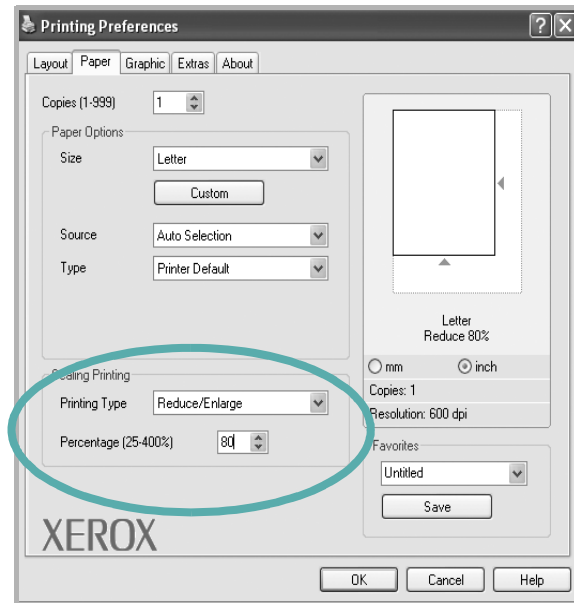 Printing Preferences
Layout Paper Graphic Extras About
Copies (1-999) 1
Paper Options
Size Letter
Custom
Source Auto Selection
Type Printer Default
Letter
Reduce 80%
mm inch
Copies: 1
Resolution: 600 dpi
Scaling Printing
Printing Type Reduce/Enlarge
Percentage (25-400%) 80
Favorites
Untitled
Save
XEROX
OK Cancel Help